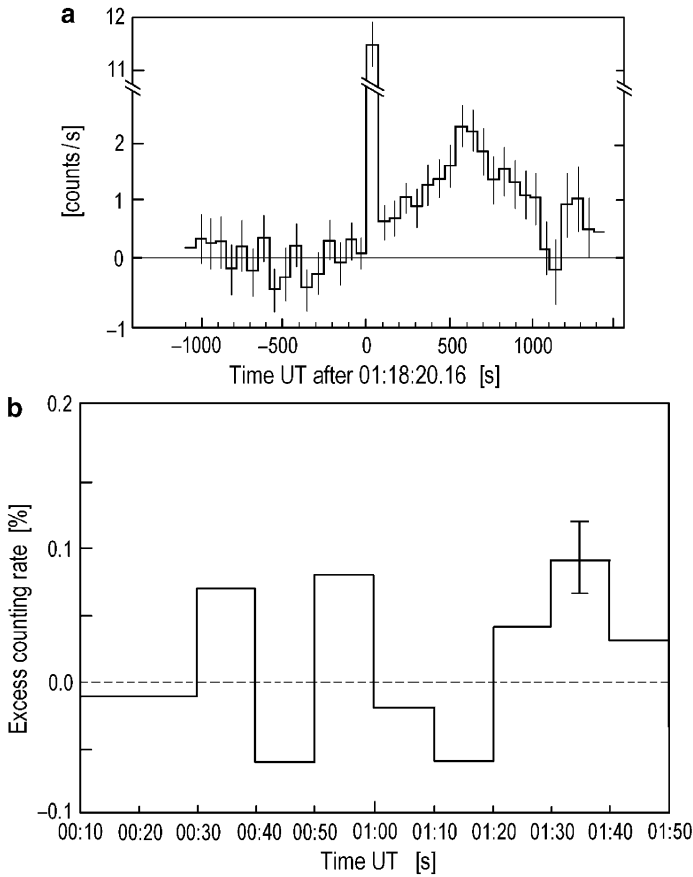 a
12
11
2
1
0
−1
[counts/s]
−1000 −500 0 500 1000
Time UT after 01:18:20.16 [s]
b
0.2
0.1
0.0
−0.1
Excess counting rate [%]
00:10 00:20 00:30 00:40 00:50 01:00 01:10 01:20 01:30 01:40 01:50
Time UT [s]